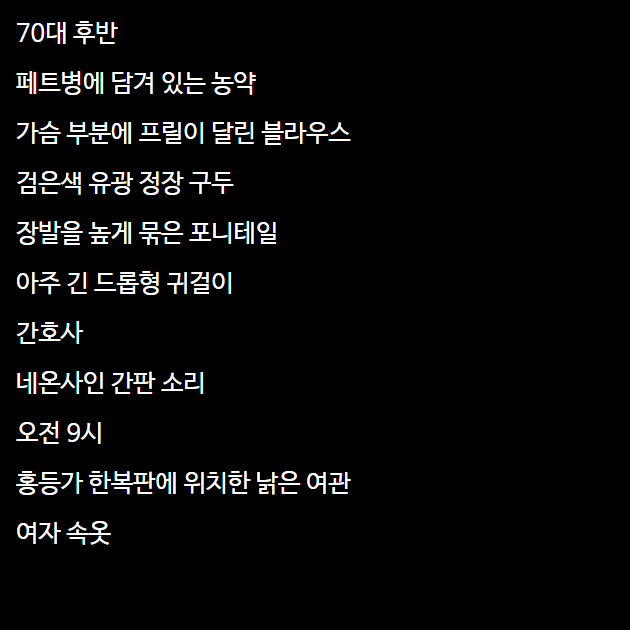 70대 후반
페트병에 담겨 있는 농약
가슴 부분에 프릴이 달린 블라우스
검은색 유광 정장 구두
장발을 높게 묶은 포니테일
아주 긴 드롭형 귀걸이
간호사
네온사인 간판 소리
오전 9시
홍등가 한복판에 위치한 낡은 여관
여자 속옷